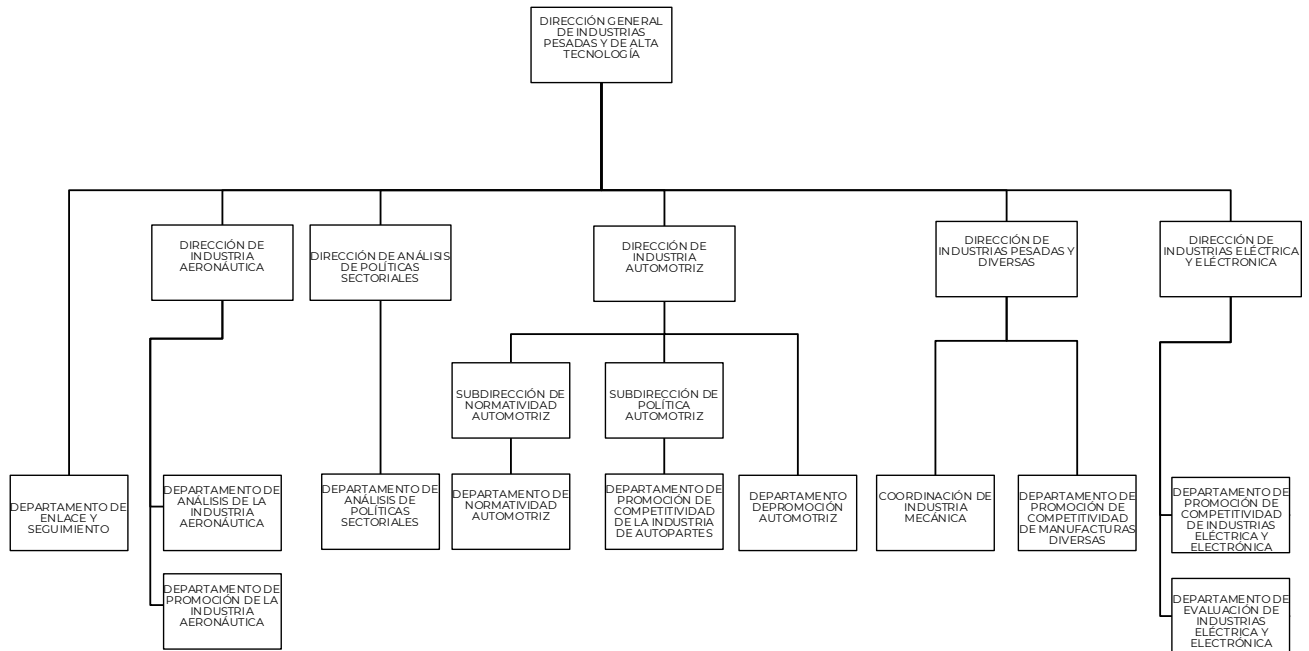 DIRECCIÓN GENERAL
DE INDUSTRIAS
PESADAS Y DE ALTA
TECNOLOGÍA
DIRECCIÓN DE
INDUSTRIA
AERONÁUTICA
DIRECCIÓN DE ANÁLISIS
DE POLÍTICAS
SECTORIALES
DIRECCIÓN DE
INDUSTRIA
AUTOMOTRIZ
DIRECCIÓN DE
INDUSTRIAS PESADAS Y
DIVERSAS
DIRECCIÓN DE
INDUSTRIAS ELÉCTRICA
Y ELÉCTRONICA
SUBDIRECCIÓN DE
NORMATIVIDAD
AUTOMOTRIZ
SUBDIRECCIÓN DE
POLÍTICA
AUTOMOTRIZ
DEPARTAMENTO DE
ENLACE Y
SEGUIMIENTO
DEPARTAMENTO DE
ANÁLISIS DE LA
INDUSTRIA
AERONÁUTICA
DEPARTAMENTO DE
ANÁLISIS DE
POLÍTICAS
SECTORIALES
DEPARTAMENTO DE
NORMATIVIDAD
AUTOMOTRIZ
DEPARTAMENTO DE
PROMOCIÓN DE
COMPETITIVIDAD
DE LA INDUSTRIA
DE AUTOPARTES
DEPARTAMENTO
DEPROMOCIÓN
AUTOMOTRIZ
COORDINACIÓN DE
INDUSTRIA
MECÁNICA
DEPARTAMENTO DE
PROMOCIÓN DE
COMPETITIVIDAD
DE MANUFACTURAS
DIVERSAS
DEPARTAMENTO DE
PROMOCIÓN DE
COMPETITIVIDAD
DE INDUSTRIAS
ELÉCTRICA Y
ELECTRÓNICA
DEPARTAMENTO DE
PROMOCIÓN DE LA
INDUSTRIA
AERONÁUTICA
DEPARTAMENTO DE
EVALUACIÓN DE
INDUSTRIAS
ELÉCTRICA Y
ELECTRÓNICA